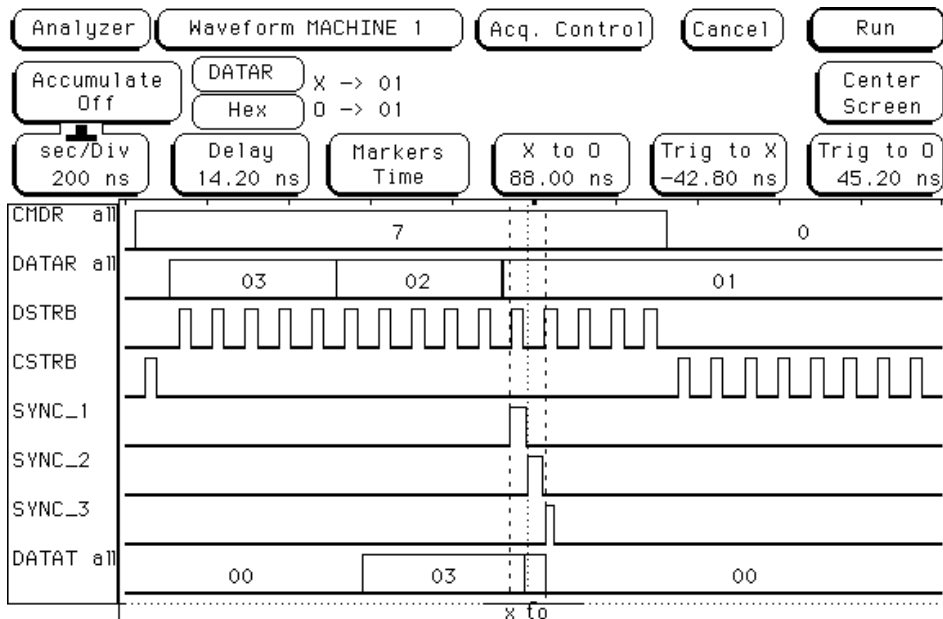 Analyzer Waveform MACHINE 1 Acq. Control Cancel Run
Accumulate Off DATAR X -> 01 Center Screen
Hex O -> 01
sec/Div Delay Markers X to O Trig to X Trig to O
200 ns 14.20 ns Time 88.00 ns -42.80 ns 45.20 ns
CMDR all 7 0
DATAR all 03 02 01
DSTRB
CSTRB
SYNC_1
SYNC_2
SYNC_3
DATAT all 00 03 00
x to